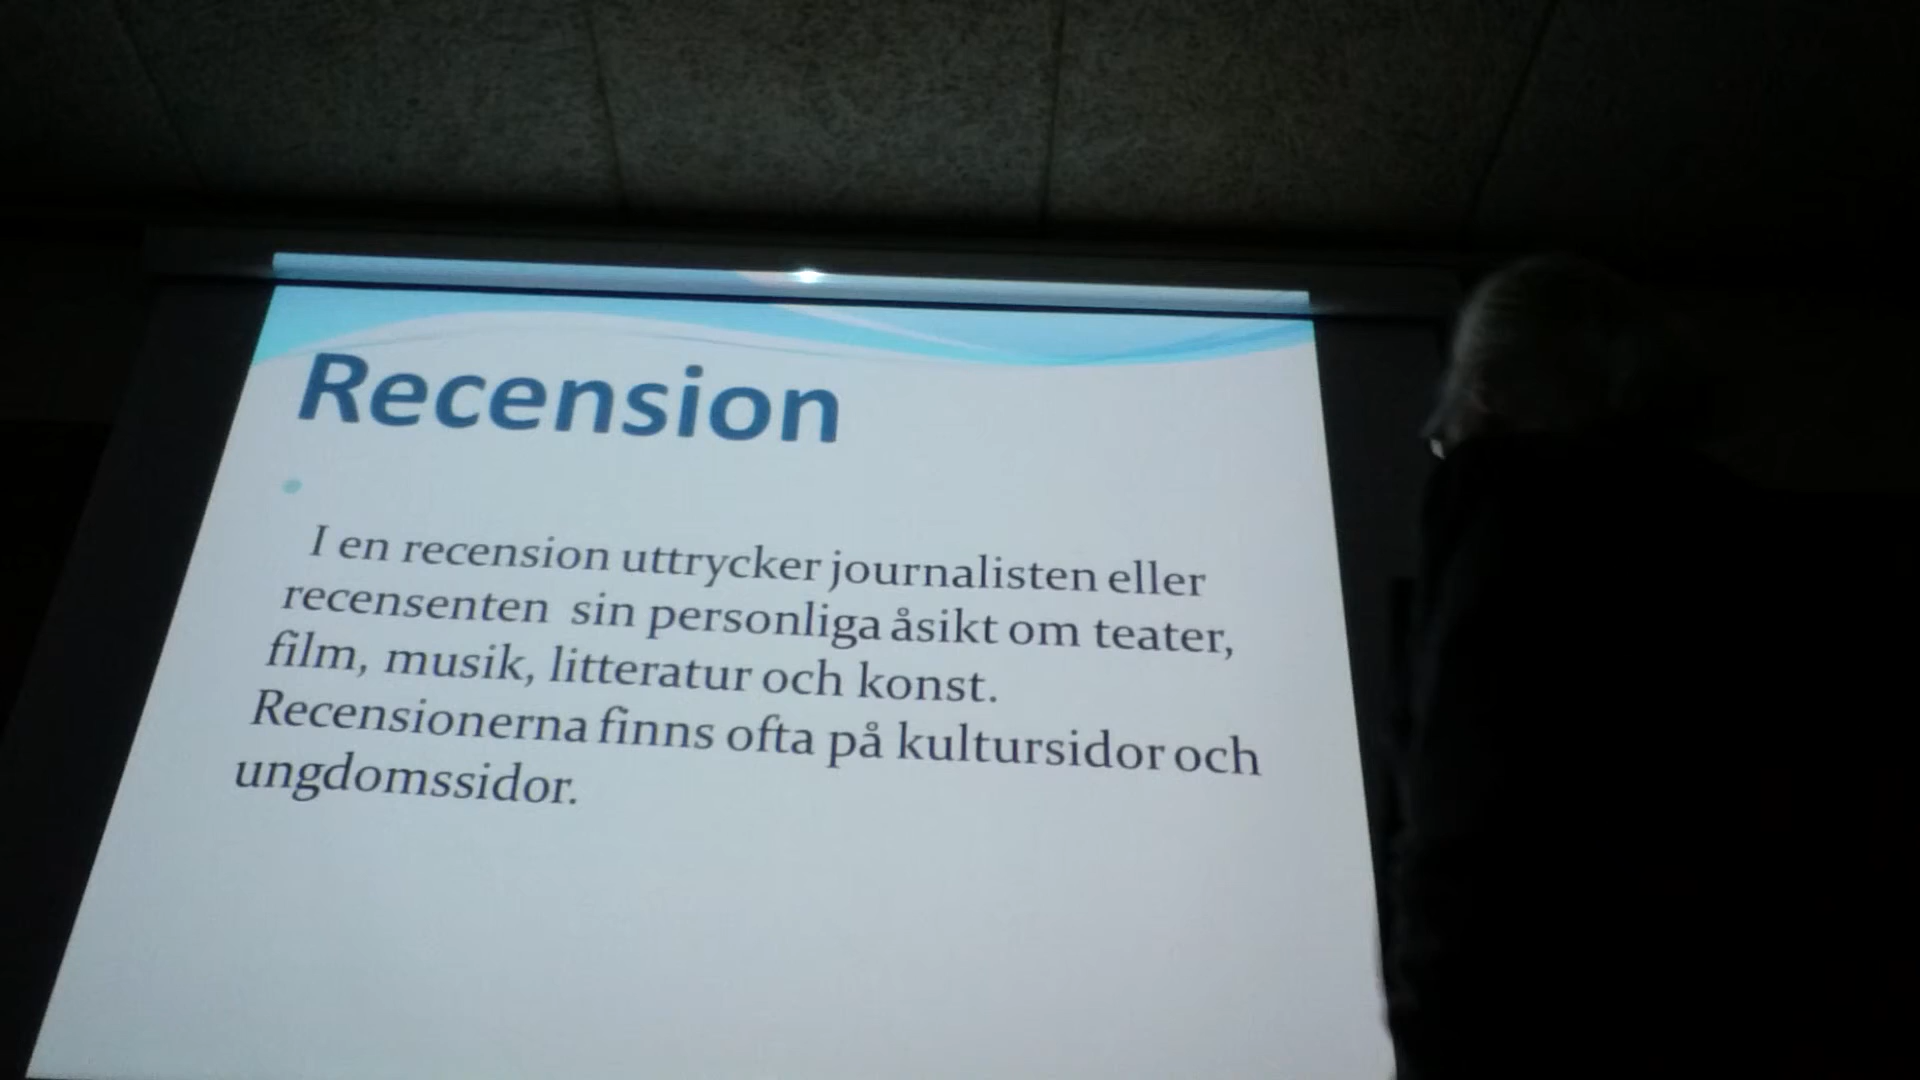 Recension
I en recension uttrycker journalisten eller
recensenten sin personliga åsikt om teater,
film, musik, litteratur och konst.
Recensionerna finns ofta på kultursidor och
ungdomssidor.